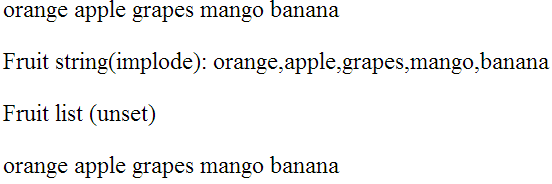 orange apple grapes mango banana
Fruit string(implode): orange,apple,grapes,mango,banana
Fruit list (unset)
orange apple grapes mango banana